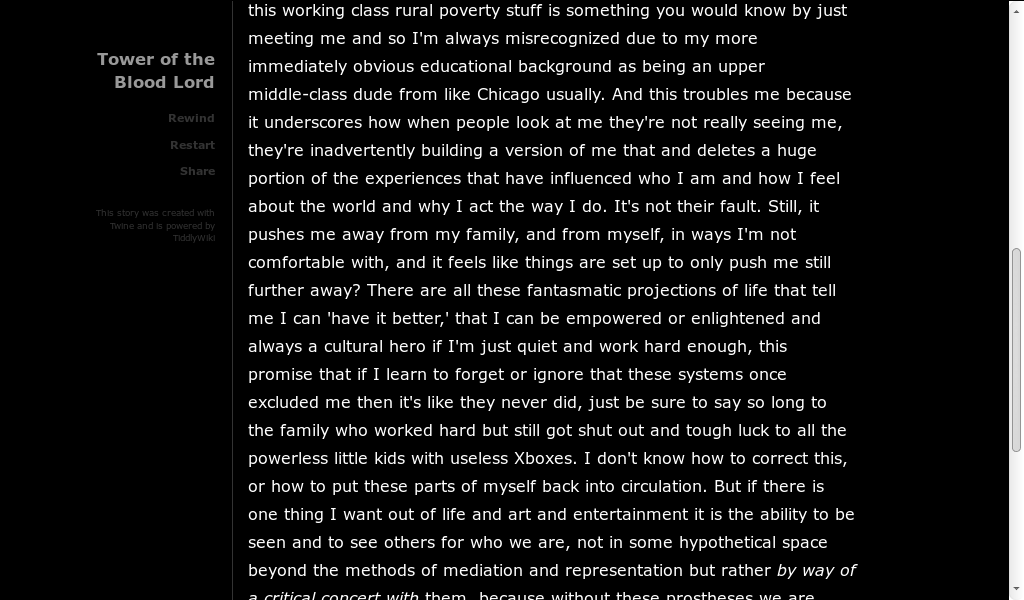 Tower of the
Blood Lord
Rewind
Restart
Share
This story was created with
Twine and is powered by
TiddlyWiki
this working class rural poverty stuff is something you would know by just
meeting me and so I'm always misrecognized due to my more
immediately obvious educational background as being an upper
middle-class dude from like Chicago usually. And this troubles me because
it underscores how when people look at me they're not really seeing me,
they're inadvertently building a version of me that and deletes a huge
portion of the experiences that have influenced who I am and how I feel
about the world and why I act the way I do. It's not their fault. Still, it
pushes me away from my family, and from myself, in ways I'm not
comfortable with, and it feels like things are set up to only push me still
further away? There are all these fantasmatic projections of life that tell
me I can 'have it better,' that I can be empowered or enlightened and
always a cultural hero if I'm just quiet and work hard enough, this
promise that if I learn to forget or ignore that these systems once
excluded me then it's like they never did, just be sure to say so long to
the family who worked hard but still got shut out and tough luck to all the
powerless little kids with useless Xboxes. I don't know how to correct this,
or how to put these parts of myself back into circulation. But if there is
one thing I want out of life and art and entertainment it is the ability to be
seen and to see others for who we are, not in some hypothetical space
beyond the methods of mediation and representation but rather by way of
a critical concert with them, because without these prostheses we are